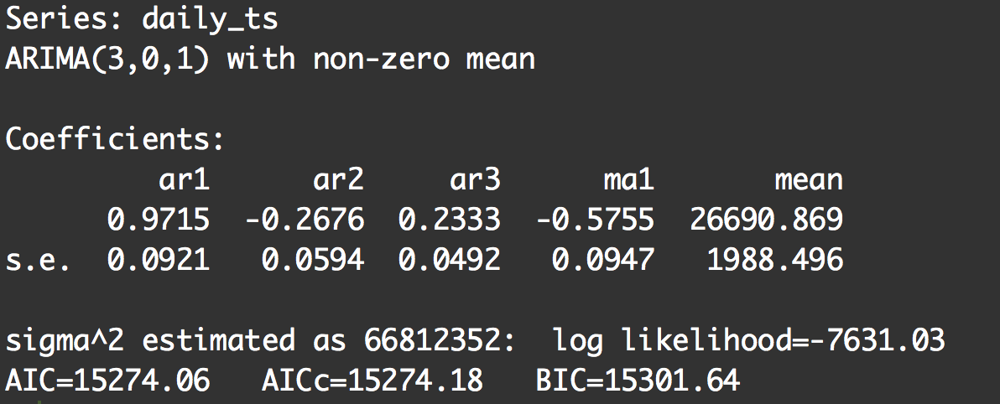 Series: daily_ts
ARIMA(3,0,1) with non-zero mean
Coefficients:
ar1 ar2 ar3 ma1 mean
0.9715 -0.2676 0.2333 -0.5755 26690.869
s.e. 0.0921 0.0594 0.0492 0.0947 1988.496
sigma^2 estimated as 66812352: log likelihood=-7631.03
AIC=15274.06 AICc=15274.18 BIC=15301.64